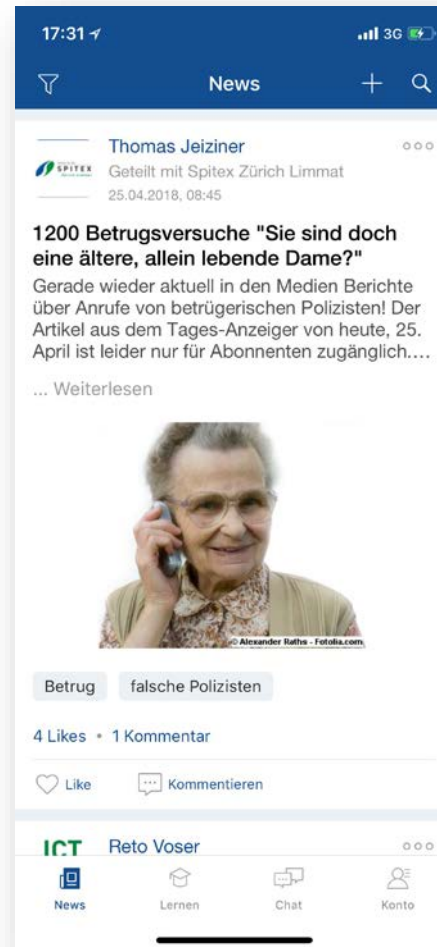 17:31
3G
News
SPITEX
Thomas Jeiziner
Geteilt mit Spitex Zürich Limmat
25.04.2018, 08:45
1200 Betrugsversuche "Sie sind doch
eine ältere, allein lebende Dame?"
Gerade wieder aktuell in den Medien Berichte
über Anrufe von betrügerischen Polizisten! Der
Artikel aus dem Tages-Anzeiger von heute, 25.
April ist leider nur für Abonnenten zugänglich....
... Weiterlesen
© Alexander Raths - Fotolia.com
Betrug falsche Polizisten
4 Likes • 1 Kommentar
Like Kommentieren
ICT Reto Voser
News Lernen Chat Konto